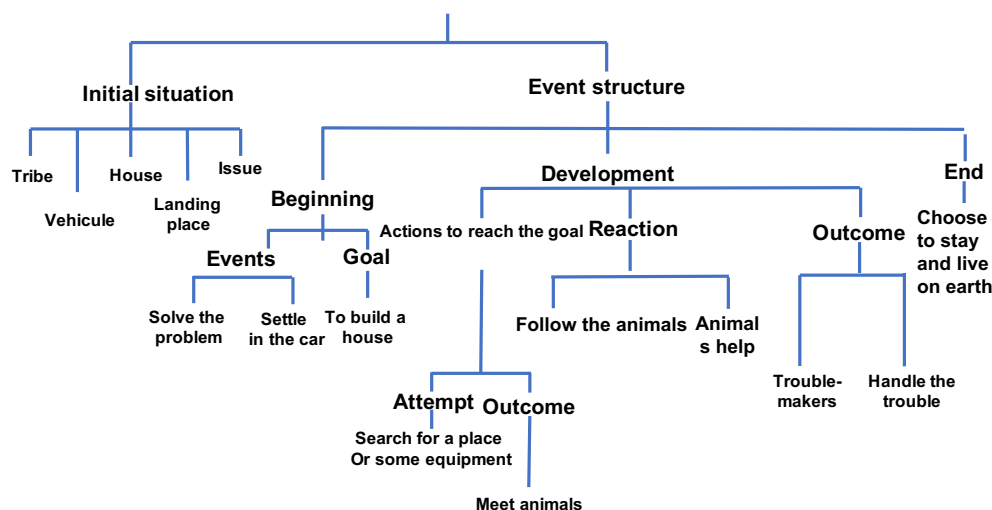 Initial situation
Event structure
Tribe
Vehicule
House
Landing
place
Issue
Beginning
Development
End
Events
Goal
Actions to reach the goal
Reaction
Outcome
Choose
to stay
and live
on earth
Solve the
problem
Settle
in the car
To build a
house
Follow the animals
Animal
s help
Trouble-
makers
Handle the
trouble
Attempt
Outcome
Search for a place
Or some equipment
Meet animals